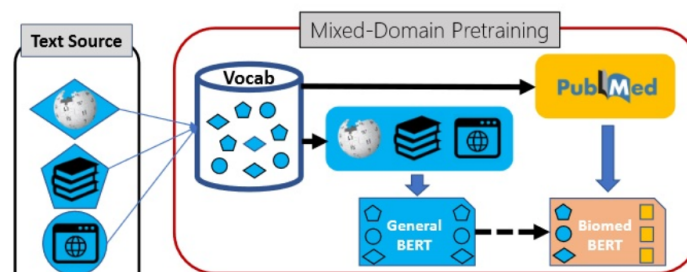 Text Source
Mixed-Domain Pretraining
Vocab
PubMed
General
BERT
Biomed
BERT